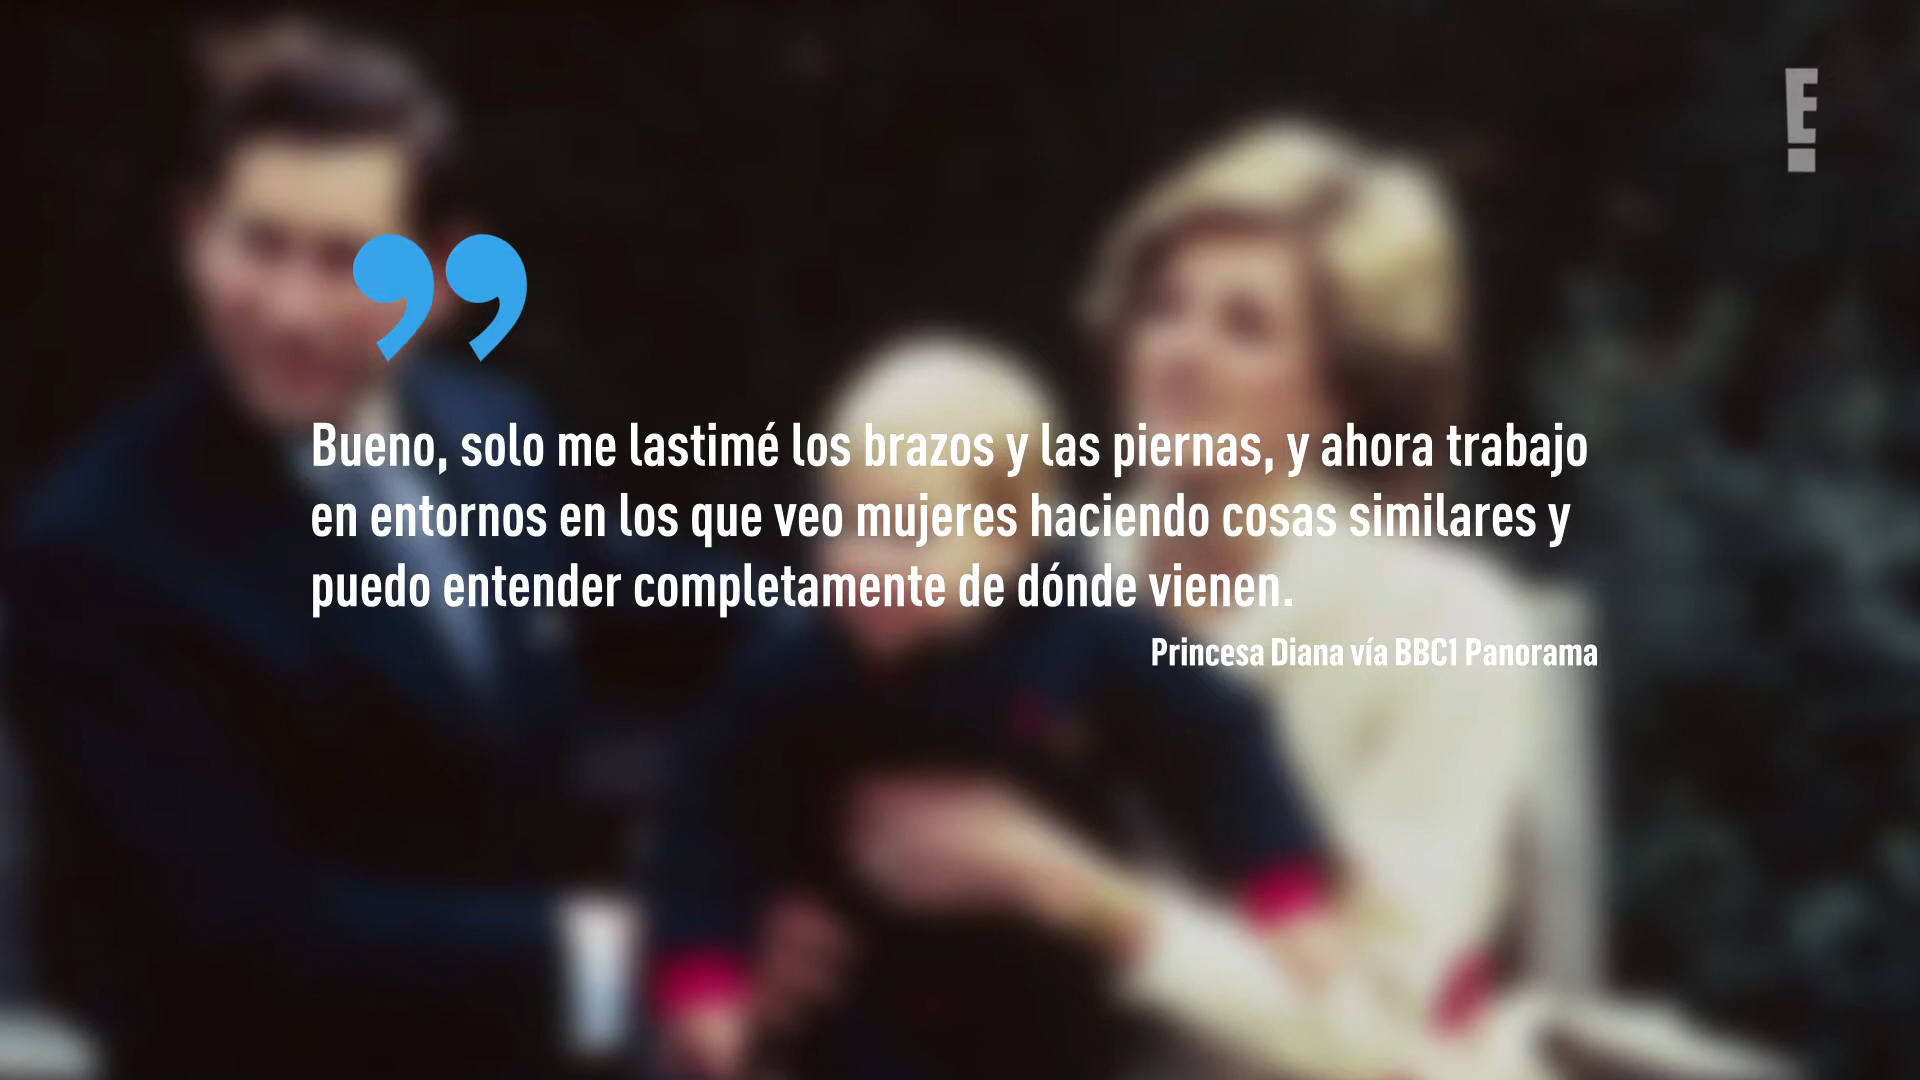 E!
Bueno, solo me lastimé los brazos y las piernas, y ahora trabajo
en entornos en los que veo mujeres haciendo cosas similares y
puedo entender completamente de dónde vienen.
Princesa Diana vía BBC1 Panorama